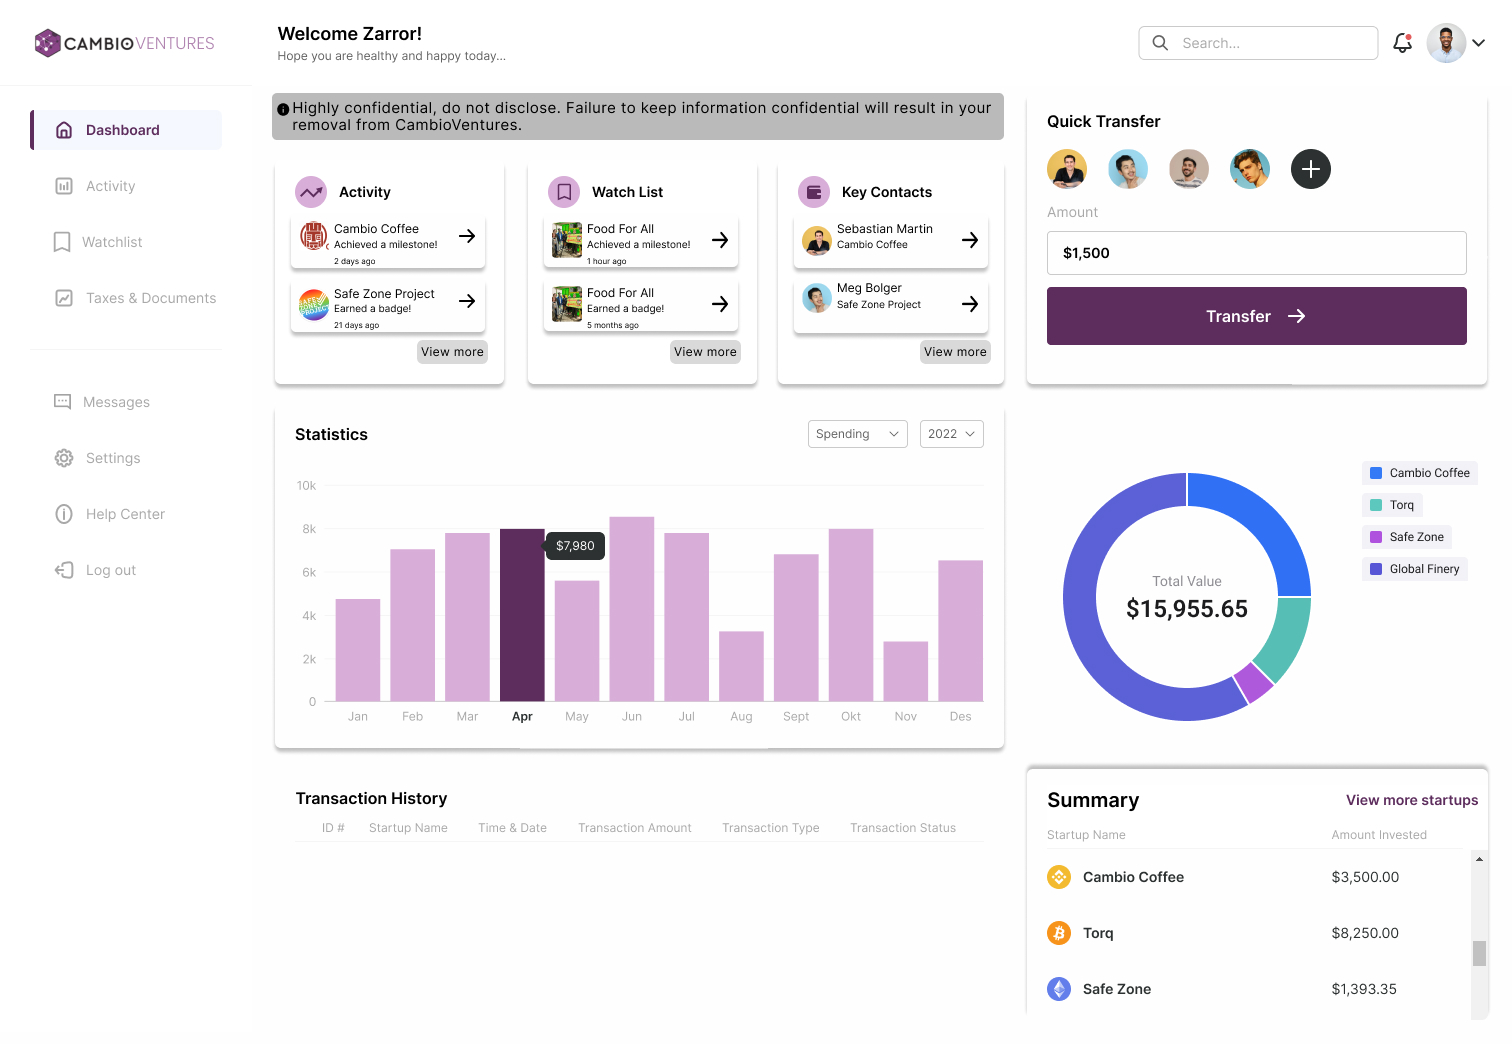 CAMBIOVENTURES
Welcome Zarror!
Hope you are healthy and happy today...
Search...
Dashboard
Activity
Watchlist
Taxes & Documents
Messages
Settings
Help Center
Log out
Highly confidential, do not disclose. Failure to keep information confidential will result in your
removal from CambioVentures.
Activity
Cambio Coffee
Achieved a milestone!
2 days ago
Safe Zone Project
Earned a badge!
21 days ago
View more
Watch List
Food For All
Achieved a milestone!
1 hour ago
Food For All
Earned a badge!
5 months ago
View more
Key Contacts
Sebastian Martin
Cambio Coffee
Meg Bolger
Safe Zone Project
View more
Quick Transfer
Amount
$1,500
Transfer
Statistics
Spending
2022
10k
8k
6k
4k
2k
0
$7,980
Jan Feb Mar Apr May Jun Jul Aug Sept Okt Nov Des
Total Value
$15,955.65
Cambio Coffee
Torq
Safe Zone
Global Finery
Transaction History
ID # Startup Name Time & Date Transaction Amount Transaction Type Transaction Status
Summary
View more startups
Startup Name Amount Invested
Cambio Coffee $3,500.00
Torq $8,250.00
Safe Zone $1,393.35